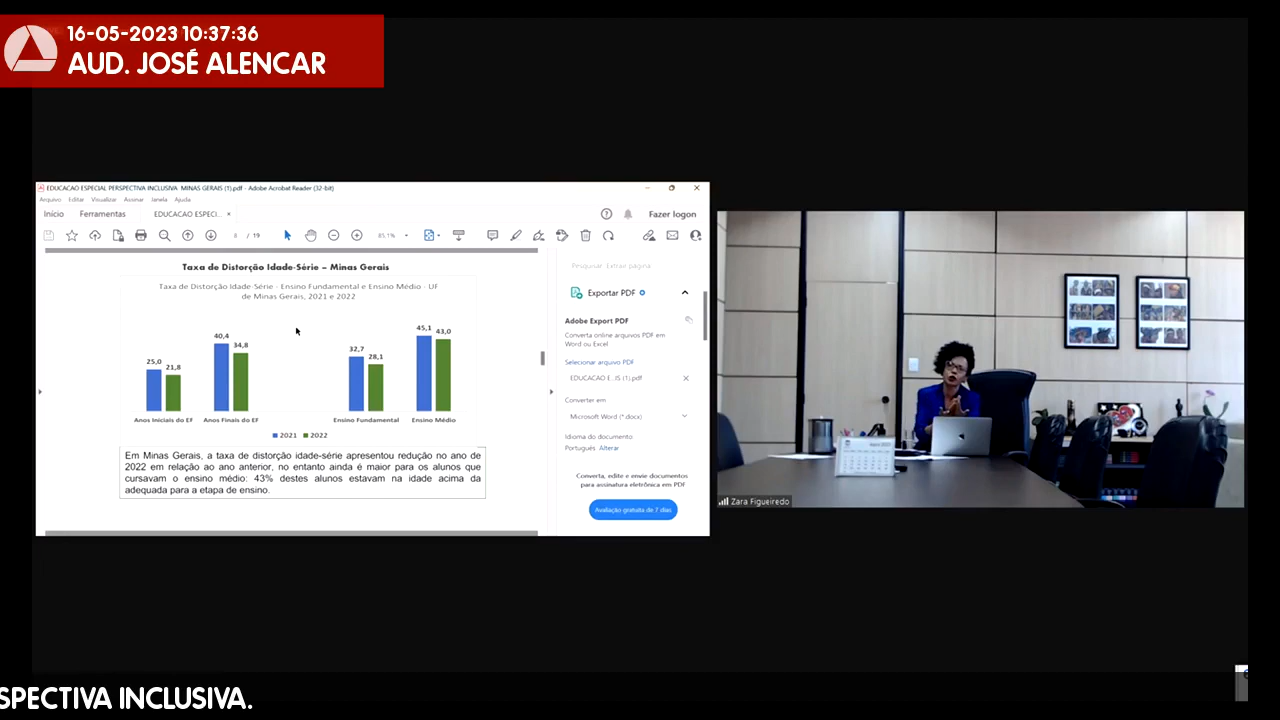 16-05-2023 10:37:36
AUD. JOSÉ ALENCAR
EDUCACAO ESPECIAL PERSPECTIVA INCLUSIVA MINAS GERAIS (1).pdf - Adobe Acrobat Reader (32-bit)
Arquivo Editar Visualizar Assinar Janela Ajuda
Início Ferramentas EDUCACAO ESPECI... × Fazer logon
8 / 19 85,1%
Taxa de Distorção Idade-Série – Minas Gerais
Taxa de Distorção Idade-Série - Ensino Fundamental e Ensino Médio - UF
de Minas Gerais, 2021 e 2022
25,0 21,8 40,4 34,8 32,7 28,1 45,1 43,0
Anos Iniciais do EF Anos Finais do EF Ensino Fundamental Ensino Médio
2021 2022
Em Minas Gerais, a taxa de distorção idade-série apresentou redução no ano de
2022 em relação ao ano anterior, no entanto ainda é maior para os alunos que
cursavam o ensino médio: 43% destes alunos estavam na idade acima da
adequada para a etapa de ensino.
Pesquisar 'Extrair página'
Exportar PDF
Adobe Export PDF
Converta online arquivos PDF em
Word ou Excel
Selecionar arquivo PDF
EDUCACAO E...IS (1).pdf ×
Converter em
Microsoft Word (*.docx)
Idioma do documento:
Português Alterar
Converta, edite e envie documentos
para assinatura eletrônica em PDF
Avaliação gratuita de 7 dias
Zara Figueiredo
SPECTIVA INCLUSIVA.